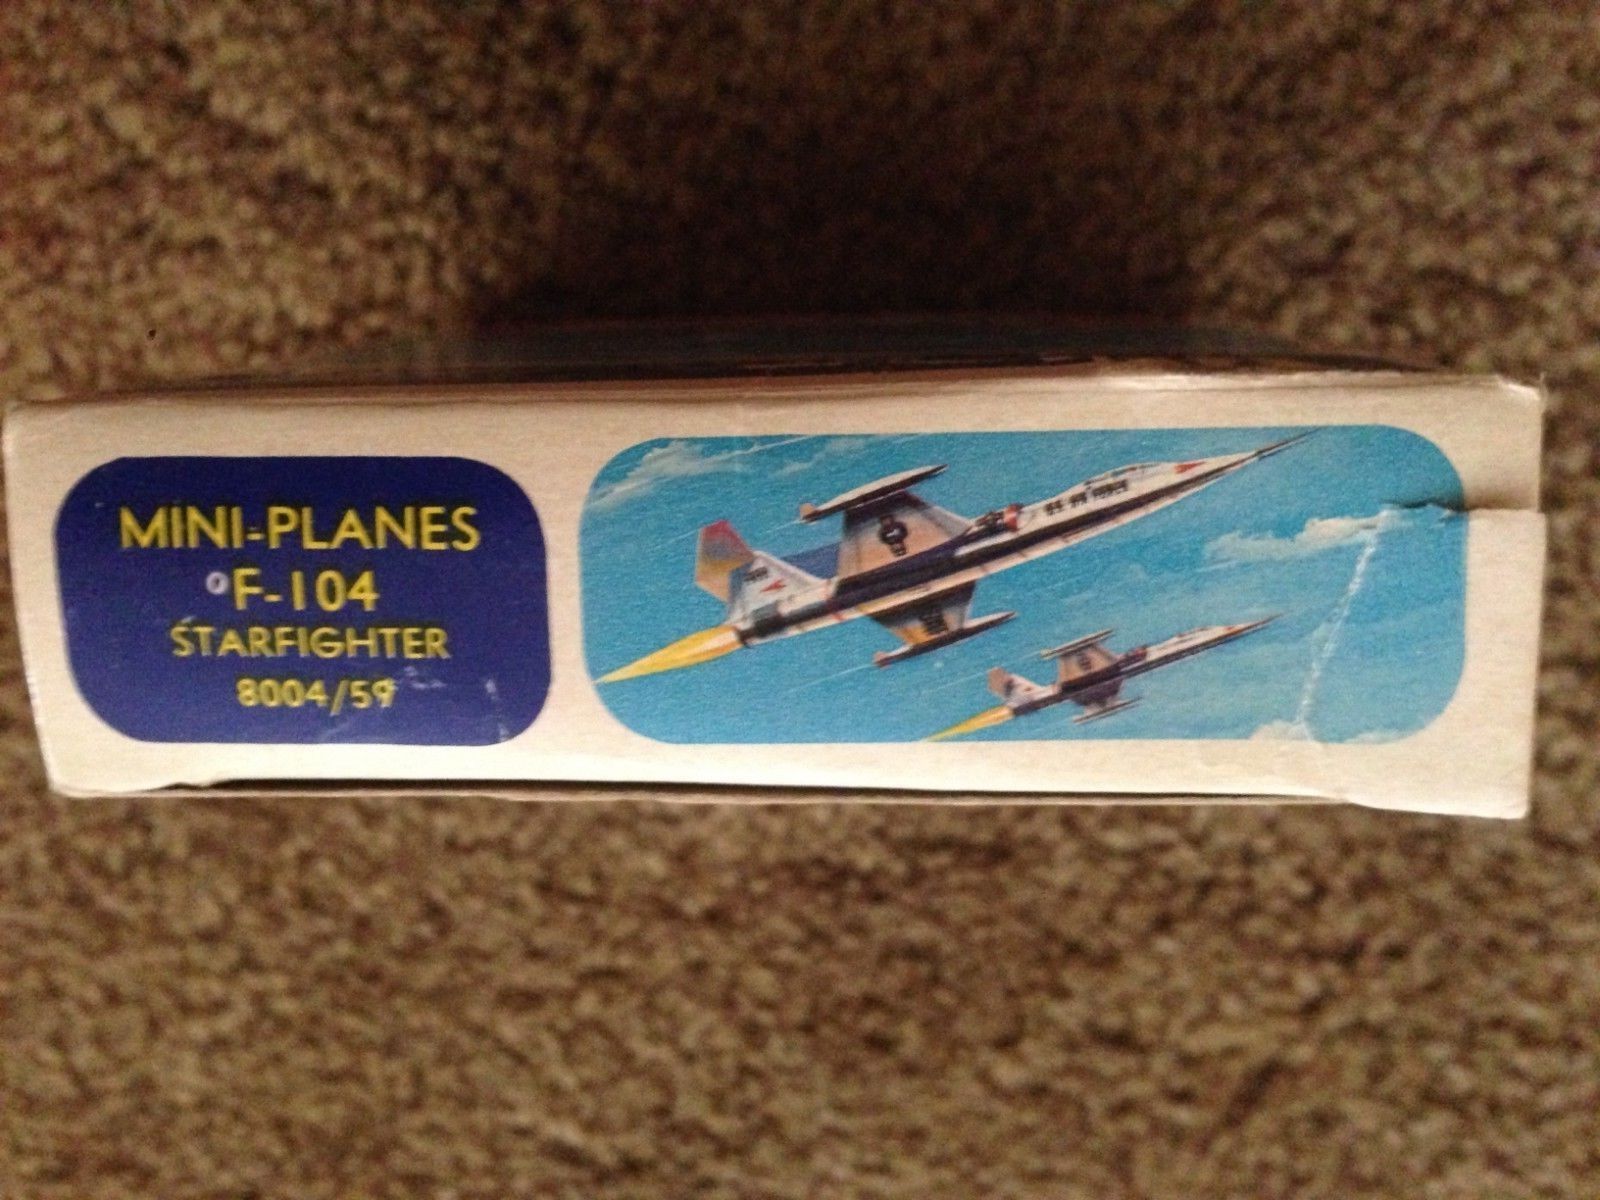 MINI-PLANES
F-104
STARFIGHTER
8004/59